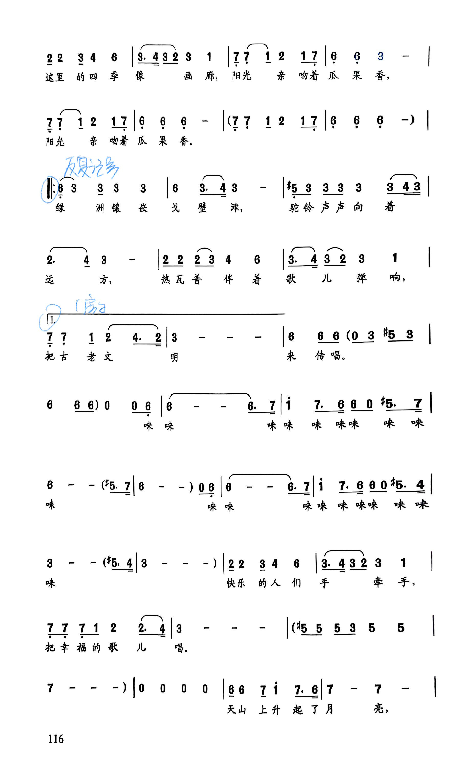 2 2 3 4 6 | (3. 4 3 2 3 1 | 7 7 1 2 1 7 | 6 6 3 - |
这里的四季像 画廊，阳光 亲吻着瓜果香，
7 7 1 2 1 7 | 6 6 6 - | (7 7 1 2 1 7 | 6 6 6 -) |
阳光 亲吻着瓜果香。
反复记号
6 3 3 3 3 | 6 3. 4 3 - | #5 3 3 3 3 3 4 3 |
绿洲镶嵌戈壁滩，驼铃声声向着
2. 4 3 - | 2 2 2 3 4 6 | 3. 4 3 2 3 1 |
远方，热瓦普伴着歌儿弹响，
1.
7 7 1 2 4. 2 | 3 - - - | 6 6 6 (0 3 #5 3 |
把古老文明 来传唱。
6 6 6) 0 0 6 | 6 - - 6. 7 | i 7. 6 6 0 #5. 7 |
咪 咪 咪咪 咪 咪咪 咪 咪
6 - - (#5. 7 | 6 - - ) 0 6 | 6 - - 6. 7 | i 7. 6 6 0 #5. 4 |
咪 咪 咪 咪咪 咪 咪咪 咪 咪
3 - - (#5. 4 | 3 - - - ) | 2 2 3 4 6 | 3. 4 3 2 3 1 |
咪 快乐的人们手 牵手，
7 7 7 1 2 2. 4 | 3 - - - | (#5 5 5 5 3 5 5 |
把幸福的歌儿唱。
7 - - - ) | 0 0 0 0 | 6 6 7 i 7. 6 | 7 - 7 - |
天山上升起了月亮，
116